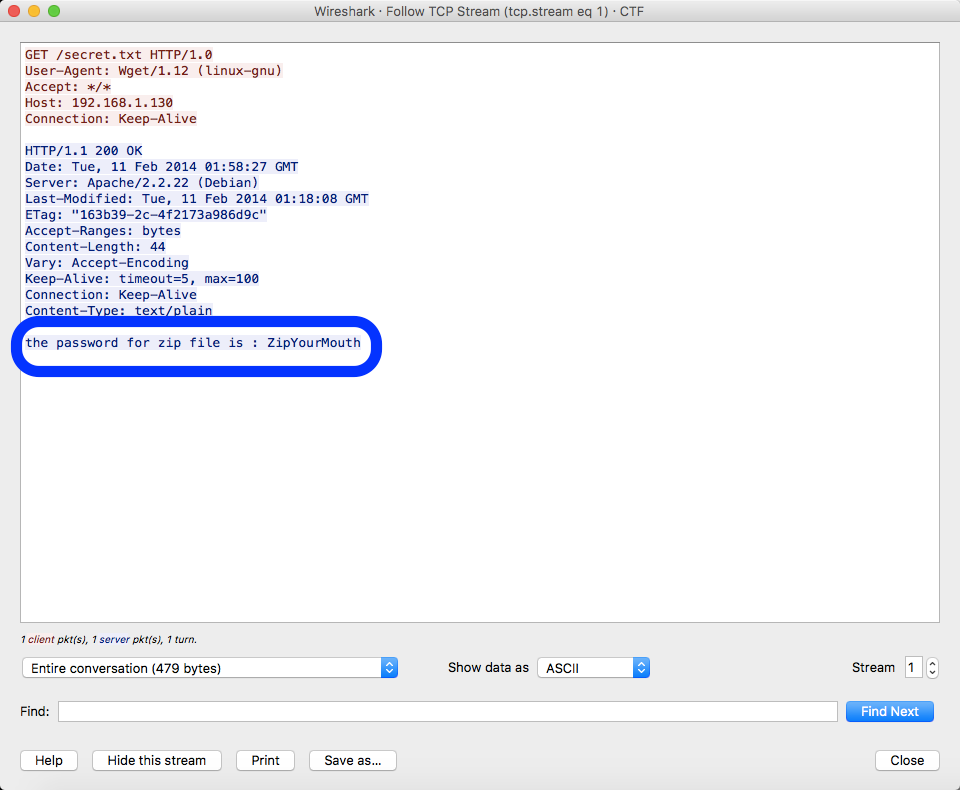 Wireshark · Follow TCP Stream (tcp.stream eq 1) · CTF
GET /secret.txt HTTP/1.0
User-Agent: Wget/1.12 (linux-gnu)
Accept: */*
Host: 192.168.1.130
Connection: Keep-Alive
HTTP/1.1 200 OK
Date: Tue, 11 Feb 2014 01:58:27 GMT
Server: Apache/2.2.22 (Debian)
Last-Modified: Tue, 11 Feb 2014 01:18:08 GMT
ETag: "163b39-2c-4f2173a986d9c"
Accept-Ranges: bytes
Content-Length: 44
Vary: Accept-Encoding
Keep-Alive: timeout=5, max=100
Connection: Keep-Alive
Content-Type: text/plain
the password for zip file is : ZipYourMouth
1 client pkt(s), 1 server pkt(s), 1 turn.
Entire conversation (479 bytes) Show data as ASCII Stream 1
Find: Find Next
Help Hide this stream Print Save as... Close